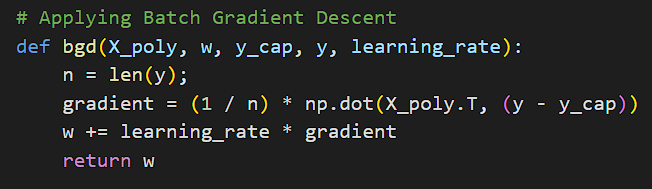 # Applying Batch Gradient Descent
def bgd(X_poly, w, y_cap, y, learning_rate):
    n = len(y);
    gradient = (1 / n) * np.dot(X_poly.T, (y - y_cap))
    w += learning_rate * gradient
    return w